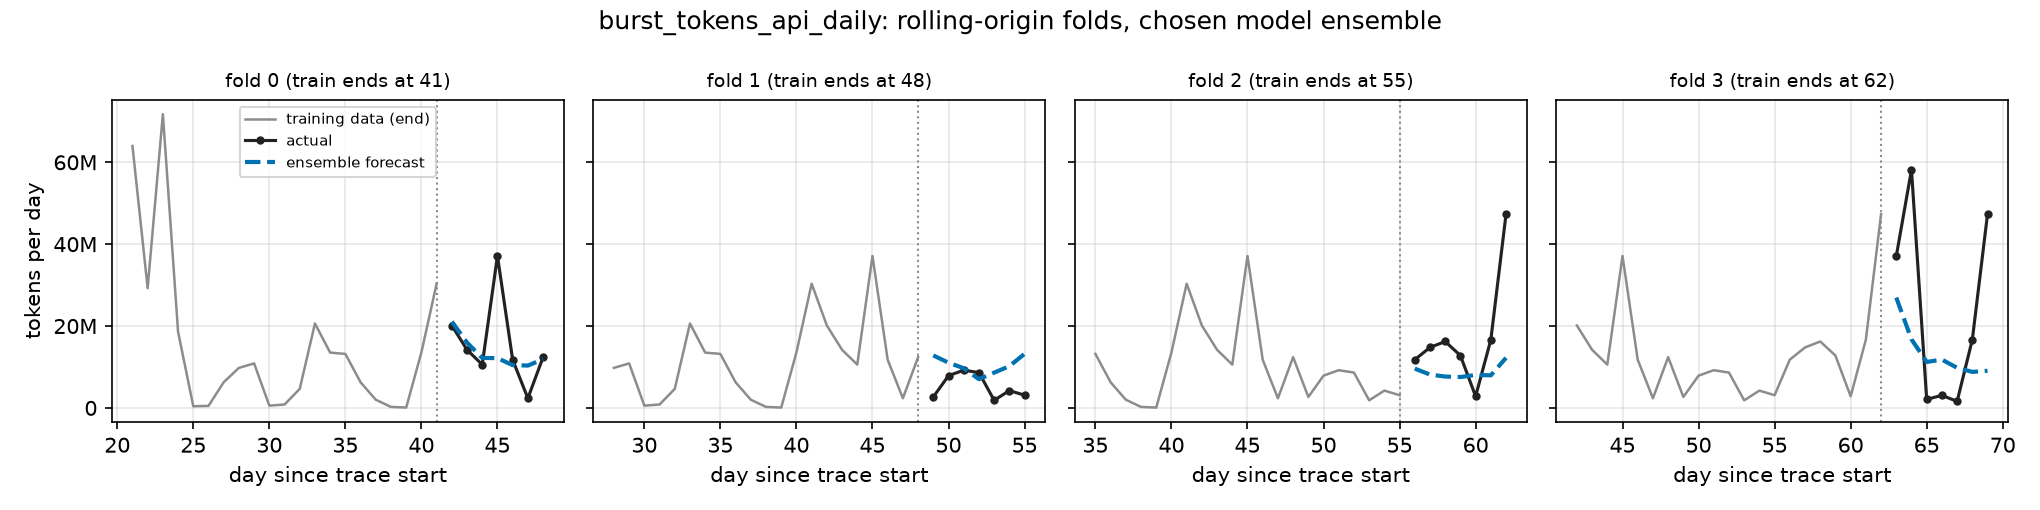 burst_tokens_api_daily: rolling-origin folds, chosen model ensemble
fold 0 (train ends at 41)
fold 1 (train ends at 48)
fold 2 (train ends at 55)
fold 3 (train ends at 62)
training data (end)
actual
ensemble forecast
tokens per day
60M
40M
20M
0
20 25 30 35 40 45
30 35 40 45 50 55
35 40 45 50 55 60
45 50 55 60 65 70
day since trace start
day since trace start
day since trace start
day since trace start